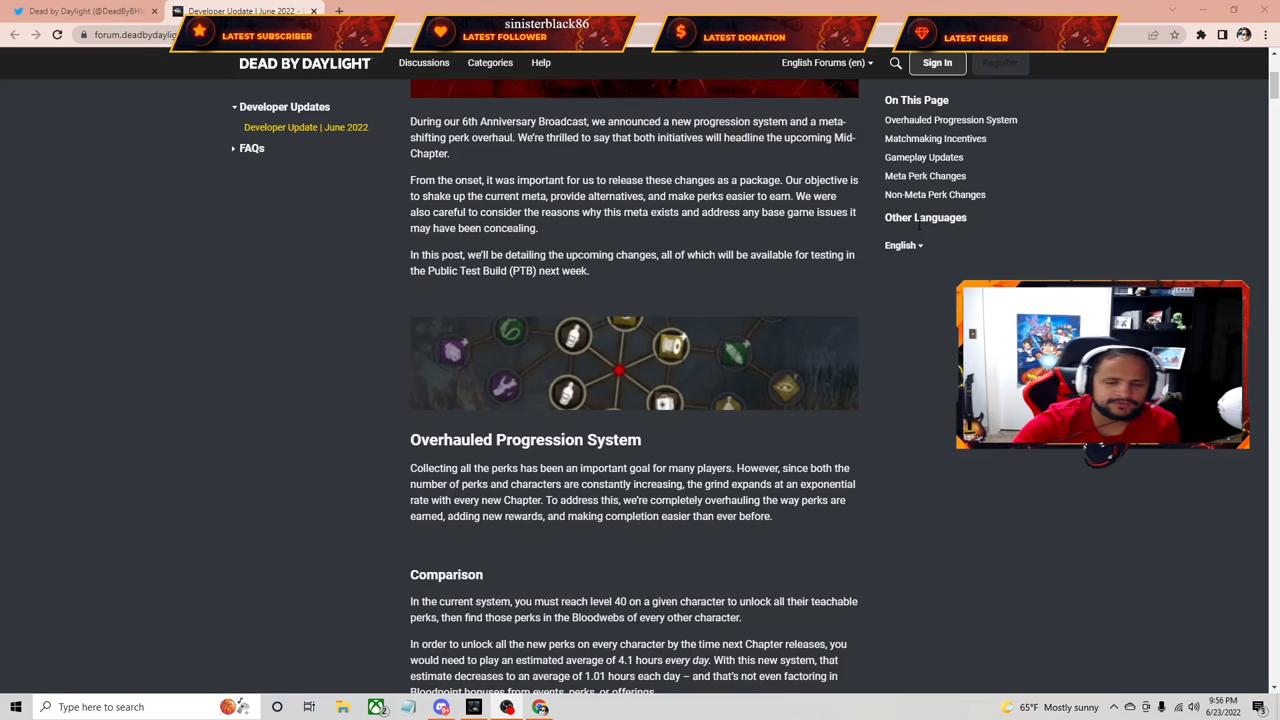 Dead by Daylight (@DeadByBH
Developer Update | June 2022 -
forum.deadbydaylig
sinisterblack86
LATEST SUBSCRIBER
LATEST FOLLOWER
LATEST DONATION
LATEST CHEER
DEAD BY DAYLIGHT
Discussions
Categories
Help
English Forums (en)
Sign In
Register
Developer Updates
Developer Update | June 2022
FAQs
During our 6th Anniversary Broadcast, we announced a new progression system and a meta-
shifting perk overhaul. We're thrilled to say that both initiatives will headline the upcoming Mid-
Chapter.
From the onset, it was important for us to release these changes as a package. Our objective is
to shake up the current meta, provide alternatives, and make perks easier to earn. We were
also careful to consider the reasons why this meta exists and address any base game issues it
may have been concealing.
In this post, we'll be detailing the upcoming changes, all of which will be available for testing in
the Public Test Build (PTB) next week.
Overhauled Progression System
Collecting all the perks has been an important goal for many players. However, since both the
number of perks and characters are constantly increasing, the grind expands at an exponential
rate with every new Chapter. To address this, we're completely overhauling the way perks are
earned, adding new rewards, and making completion easier than ever before.
Comparison
In the current system, you must reach level 40 on a given character to unlock all their teachable
perks, then find those perks in the Bloodwebs of every other character.
In order to unlock all the new perks on every character by the time next Chapter releases, you
would need to play an estimated average of 4.1 hours every day. With this new system, that
estimate decreases to an average of 1.01 hours each day – and that's not even factoring in
Bloodpoint bonuses from events, perks, or offerings.
On This Page
Overhauled Progression System
Matchmaking Incentives
Gameplay Updates
Meta Perk Changes
Non-Meta Perk Changes
Other Languages
English
Type here to search
65°F Mostly sunny
9:56 PM
6/23/2022